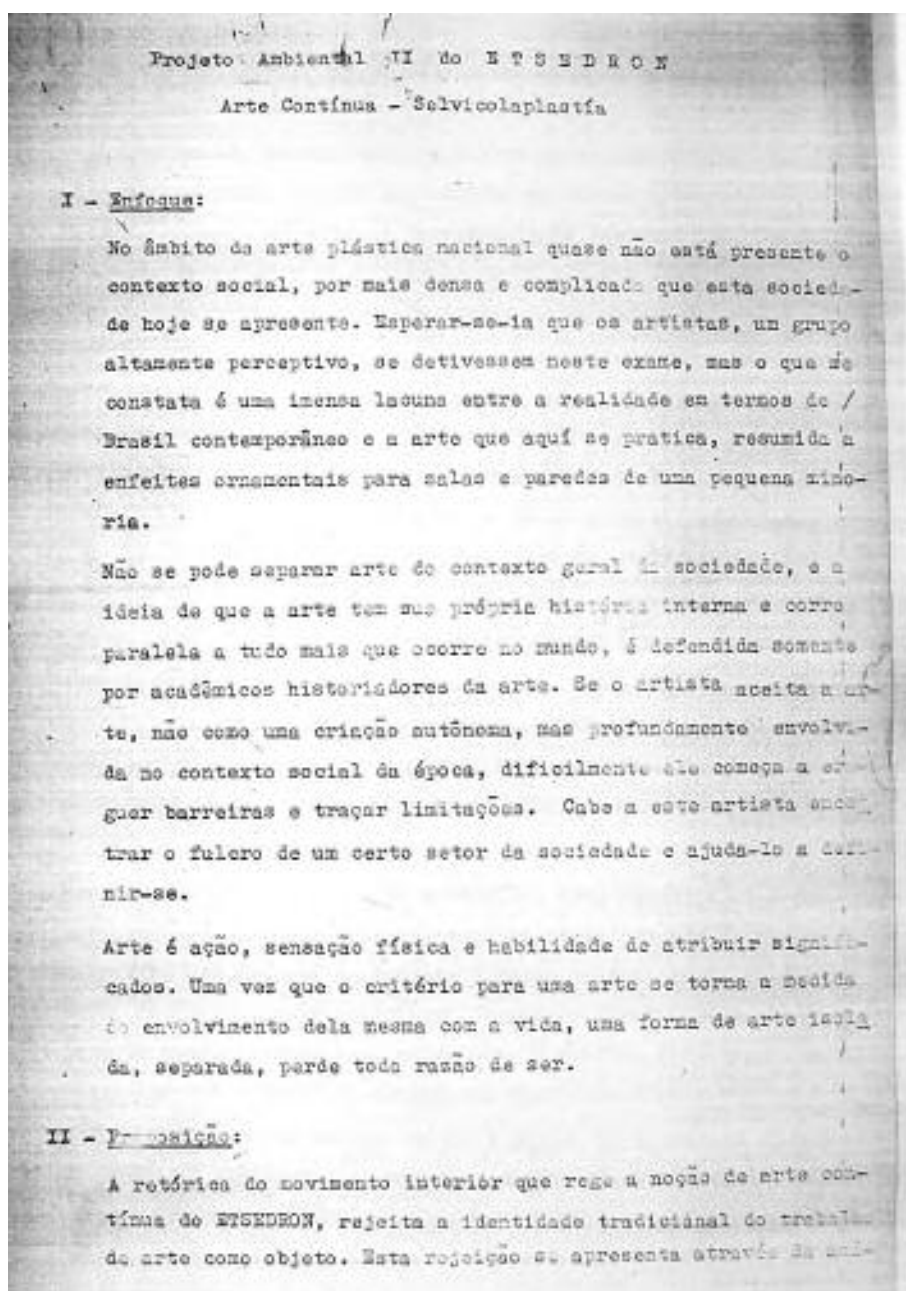 Projeto Ambiental II do E T S E D R O N
Arte Contínua - Selvicolaplastía
I - Enfoque:
No âmbito da arte plástica nacional quase não está presente o
contexto social, por mais densa e complicada que esta socieda-
de hoje se apresente. Esperar-se-ia que os artistas, um grupo
altamente perceptivo, se detivessem neste exame, mas o que se
constata é uma imensa lacuna entre a realidade em termos de /
Brasil contemporâneo e a arte que aquí se pratica, resumida a
enfeites ornamentais para salas e paredes de uma pequena mino-
ria.
Não se pode separar arte do contexto geral da sociedade, e a
ideia de que a arte tem sua própria história interna e corre
paralela a tudo mais que ocorre no mundo, é defendida somente
por acadêmicos historiadores da arte. Se o artista aceita a ar-
te, não como uma criação autônoma, mas profundamente envolvi-
da no contexto social da época, dificilmente ele começa a er-
guer barreiras e traçar limitações. Cabe a este artista encon
trar o fulcro de um certo setor da sociedade e ajuda-lo a defi-
nir-se.
Arte é ação, sensação física e habilidade de atribuir signifi-
cados. Uma vez que o critério para uma arte se torna a medida
do envolvimento dela mesma com a vida, uma forma de arte isola
da, separada, perde toda razão de ser.
II - Proposição:
A retórica do movimento interior que rege a noção de arte con-
tínua do ETSEDRON, rejeita a identidade tradicional do trabalho
de arte como objeto. Esta rejeição se apresenta através da